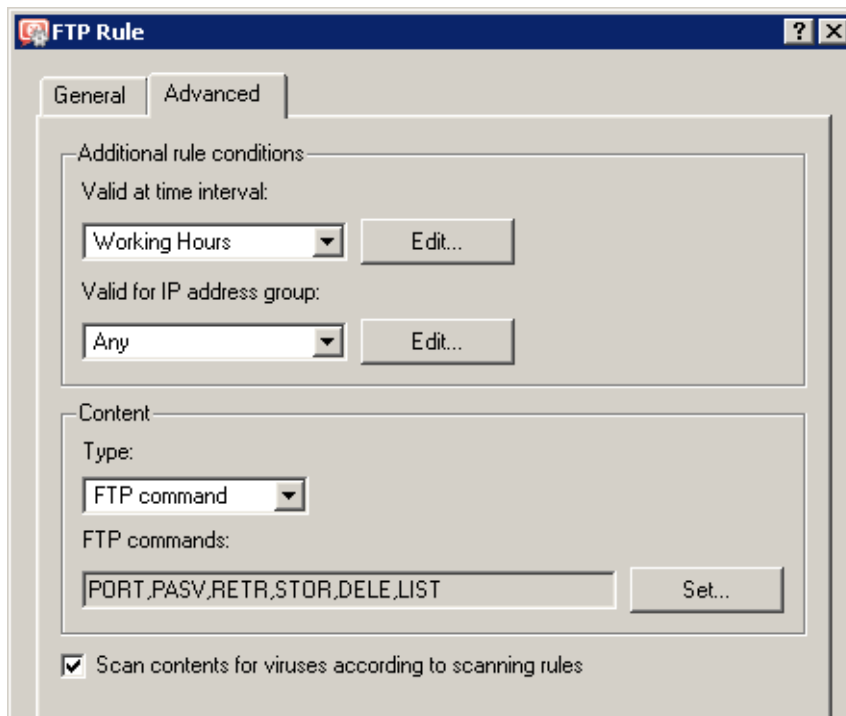 FTP Rule
General
Advanced
Additional rule conditions
Valid at time interval:
Working Hours
Edit...
Valid for IP address group:
Any
Edit...
Content
Type:
FTP command
FTP commands:
PORT,PASV,RETR,STOR,DELE,LIST
Set...
Scan contents for viruses according to scanning rules